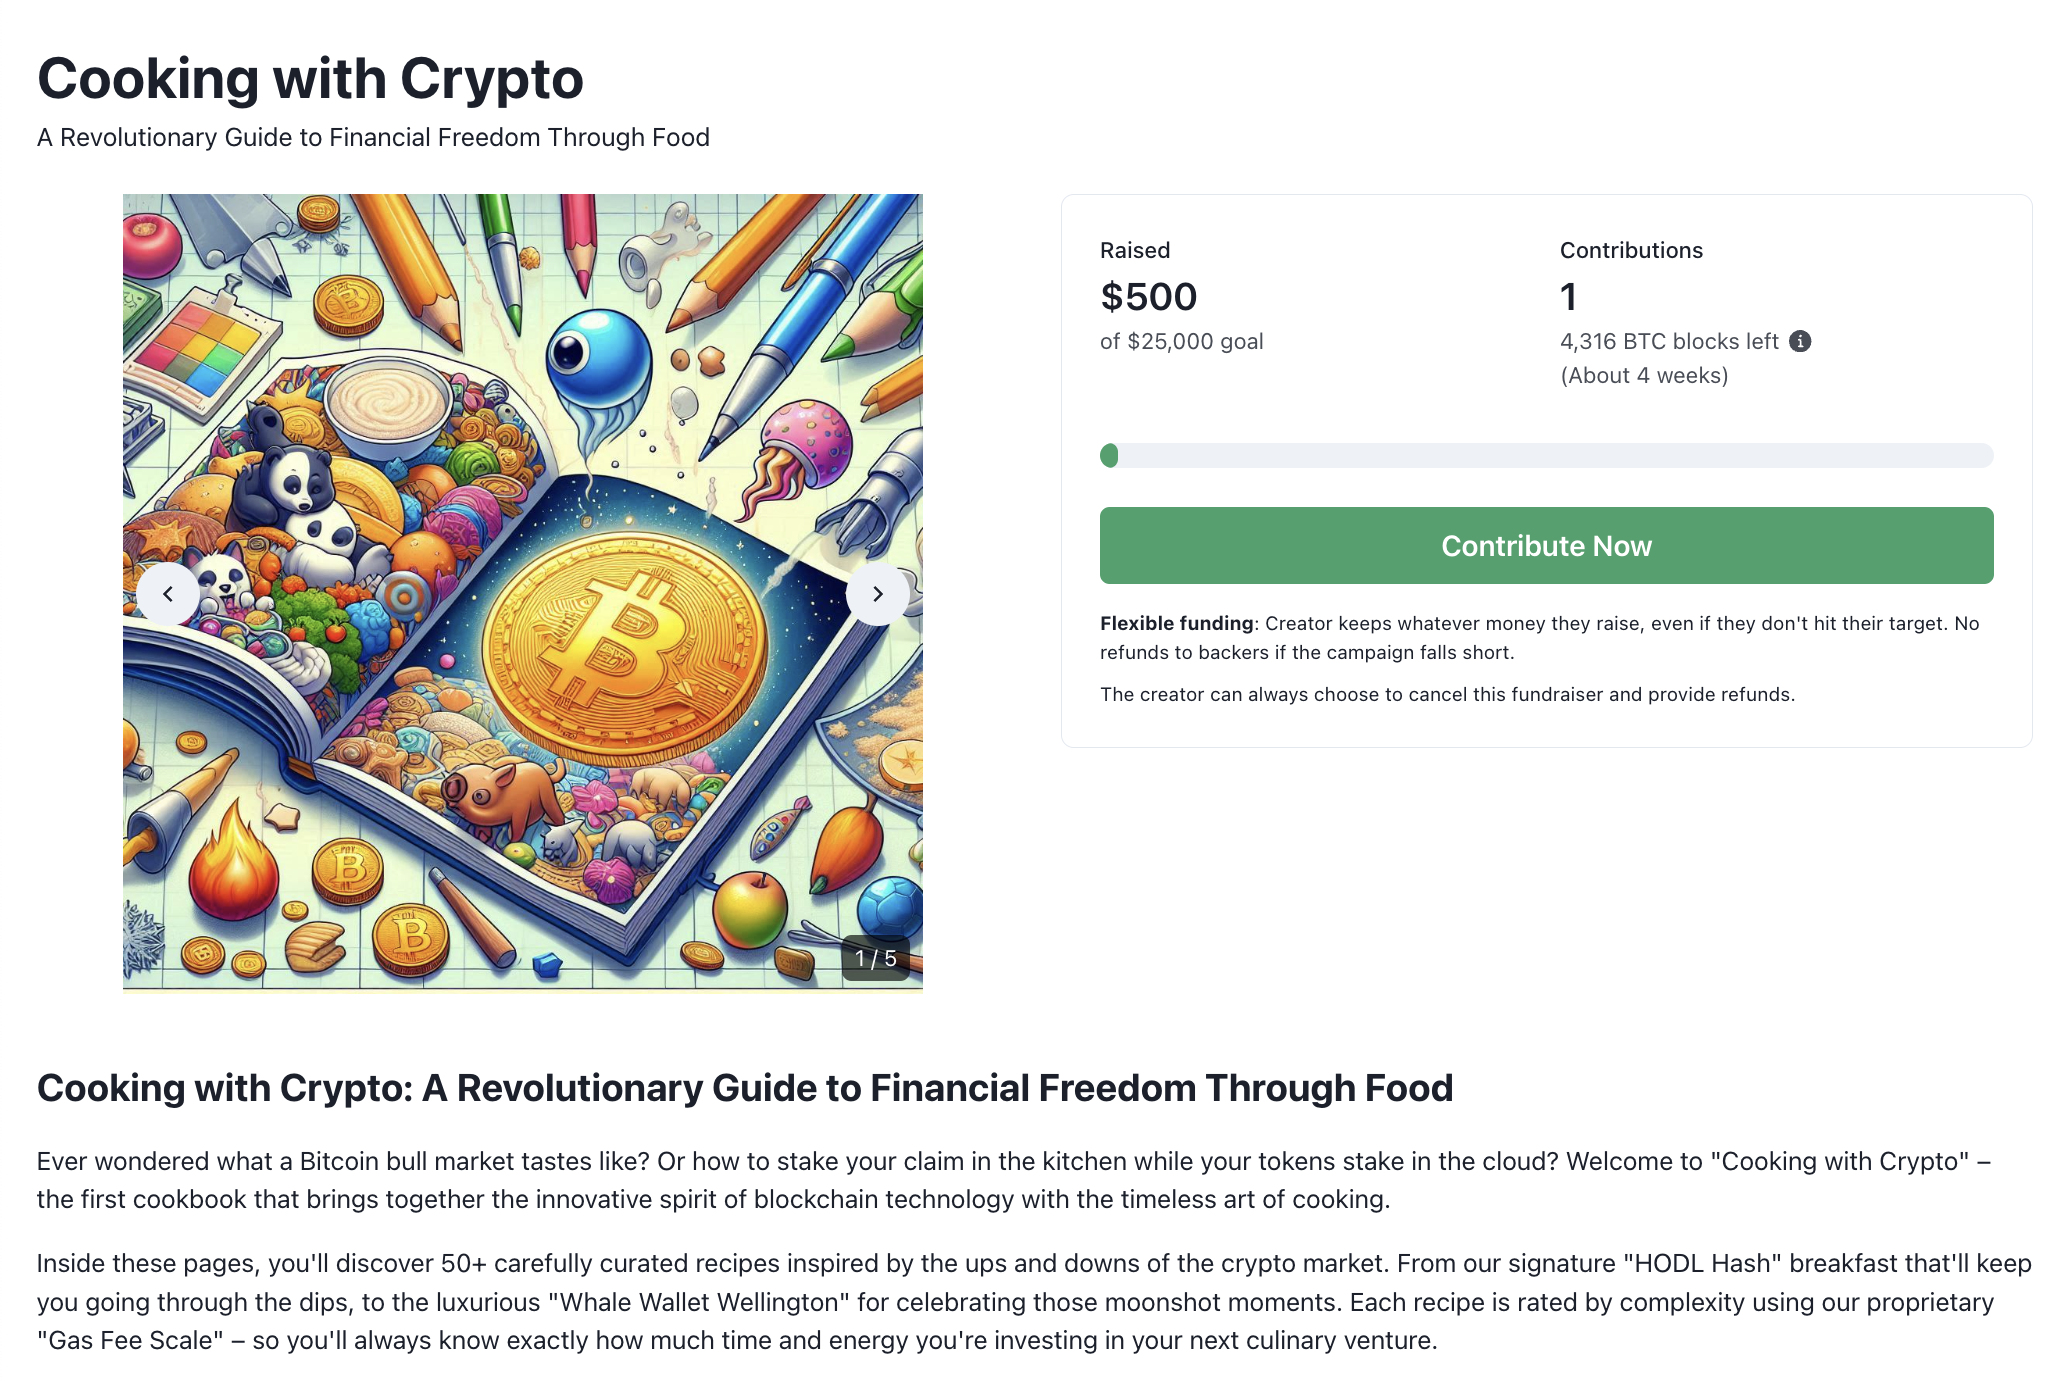 Cooking with Crypto
A Revolutionary Guide to Financial Freedom Through Food
Raised
$500
of $25,000 goal
Contributions
1
4,316 BTC blocks left
(About 4 weeks)
Contribute Now
Flexible funding: Creator keeps whatever money they raise, even if they don't hit their target. No
refunds to backers if the campaign falls short.
The creator can always choose to cancel this fundraiser and provide refunds.
1 / 5
Cooking with Crypto: A Revolutionary Guide to Financial Freedom Through Food
Ever wondered what a Bitcoin bull market tastes like? Or how to stake your claim in the kitchen while your tokens stake in the cloud? Welcome to "Cooking with Crypto" –
the first cookbook that brings together the innovative spirit of blockchain technology with the timeless art of cooking.
Inside these pages, you'll discover 50+ carefully curated recipes inspired by the ups and downs of the crypto market. From our signature "HODL Hash" breakfast that'll keep
you going through the dips, to the luxurious "Whale Wallet Wellington" for celebrating those moonshot moments. Each recipe is rated by complexity using our proprietary
"Gas Fee Scale" – so you'll always know exactly how much time and energy you're investing in your next culinary venture.